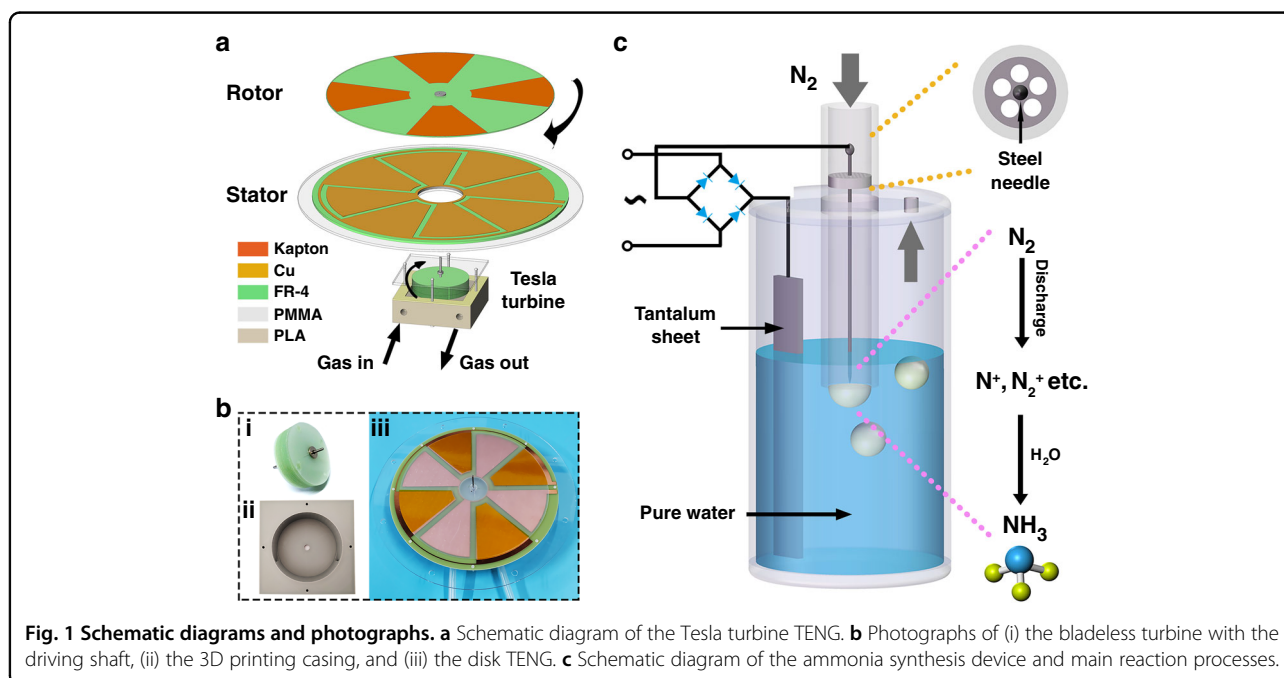 a
Rotor
Stator
Kapton
Cu
FR-4
PMMA
PLA
Tesla
turbine
Gas in
Gas out
b
i
ii
iii
c
N₂
Steel
needle
Tantalum
sheet
Pure water
N₂
Discharge
N⁺, N₂⁺ etc.
H₂O
NH₃
Fig. 1 Schematic diagrams and photographs. a Schematic diagram of the Tesla turbine TENG. b Photographs of (i) the bladeless turbine with the
driving shaft, (ii) the 3D printing casing, and (iii) the disk TENG. c Schematic diagram of the ammonia synthesis device and main reaction processes.